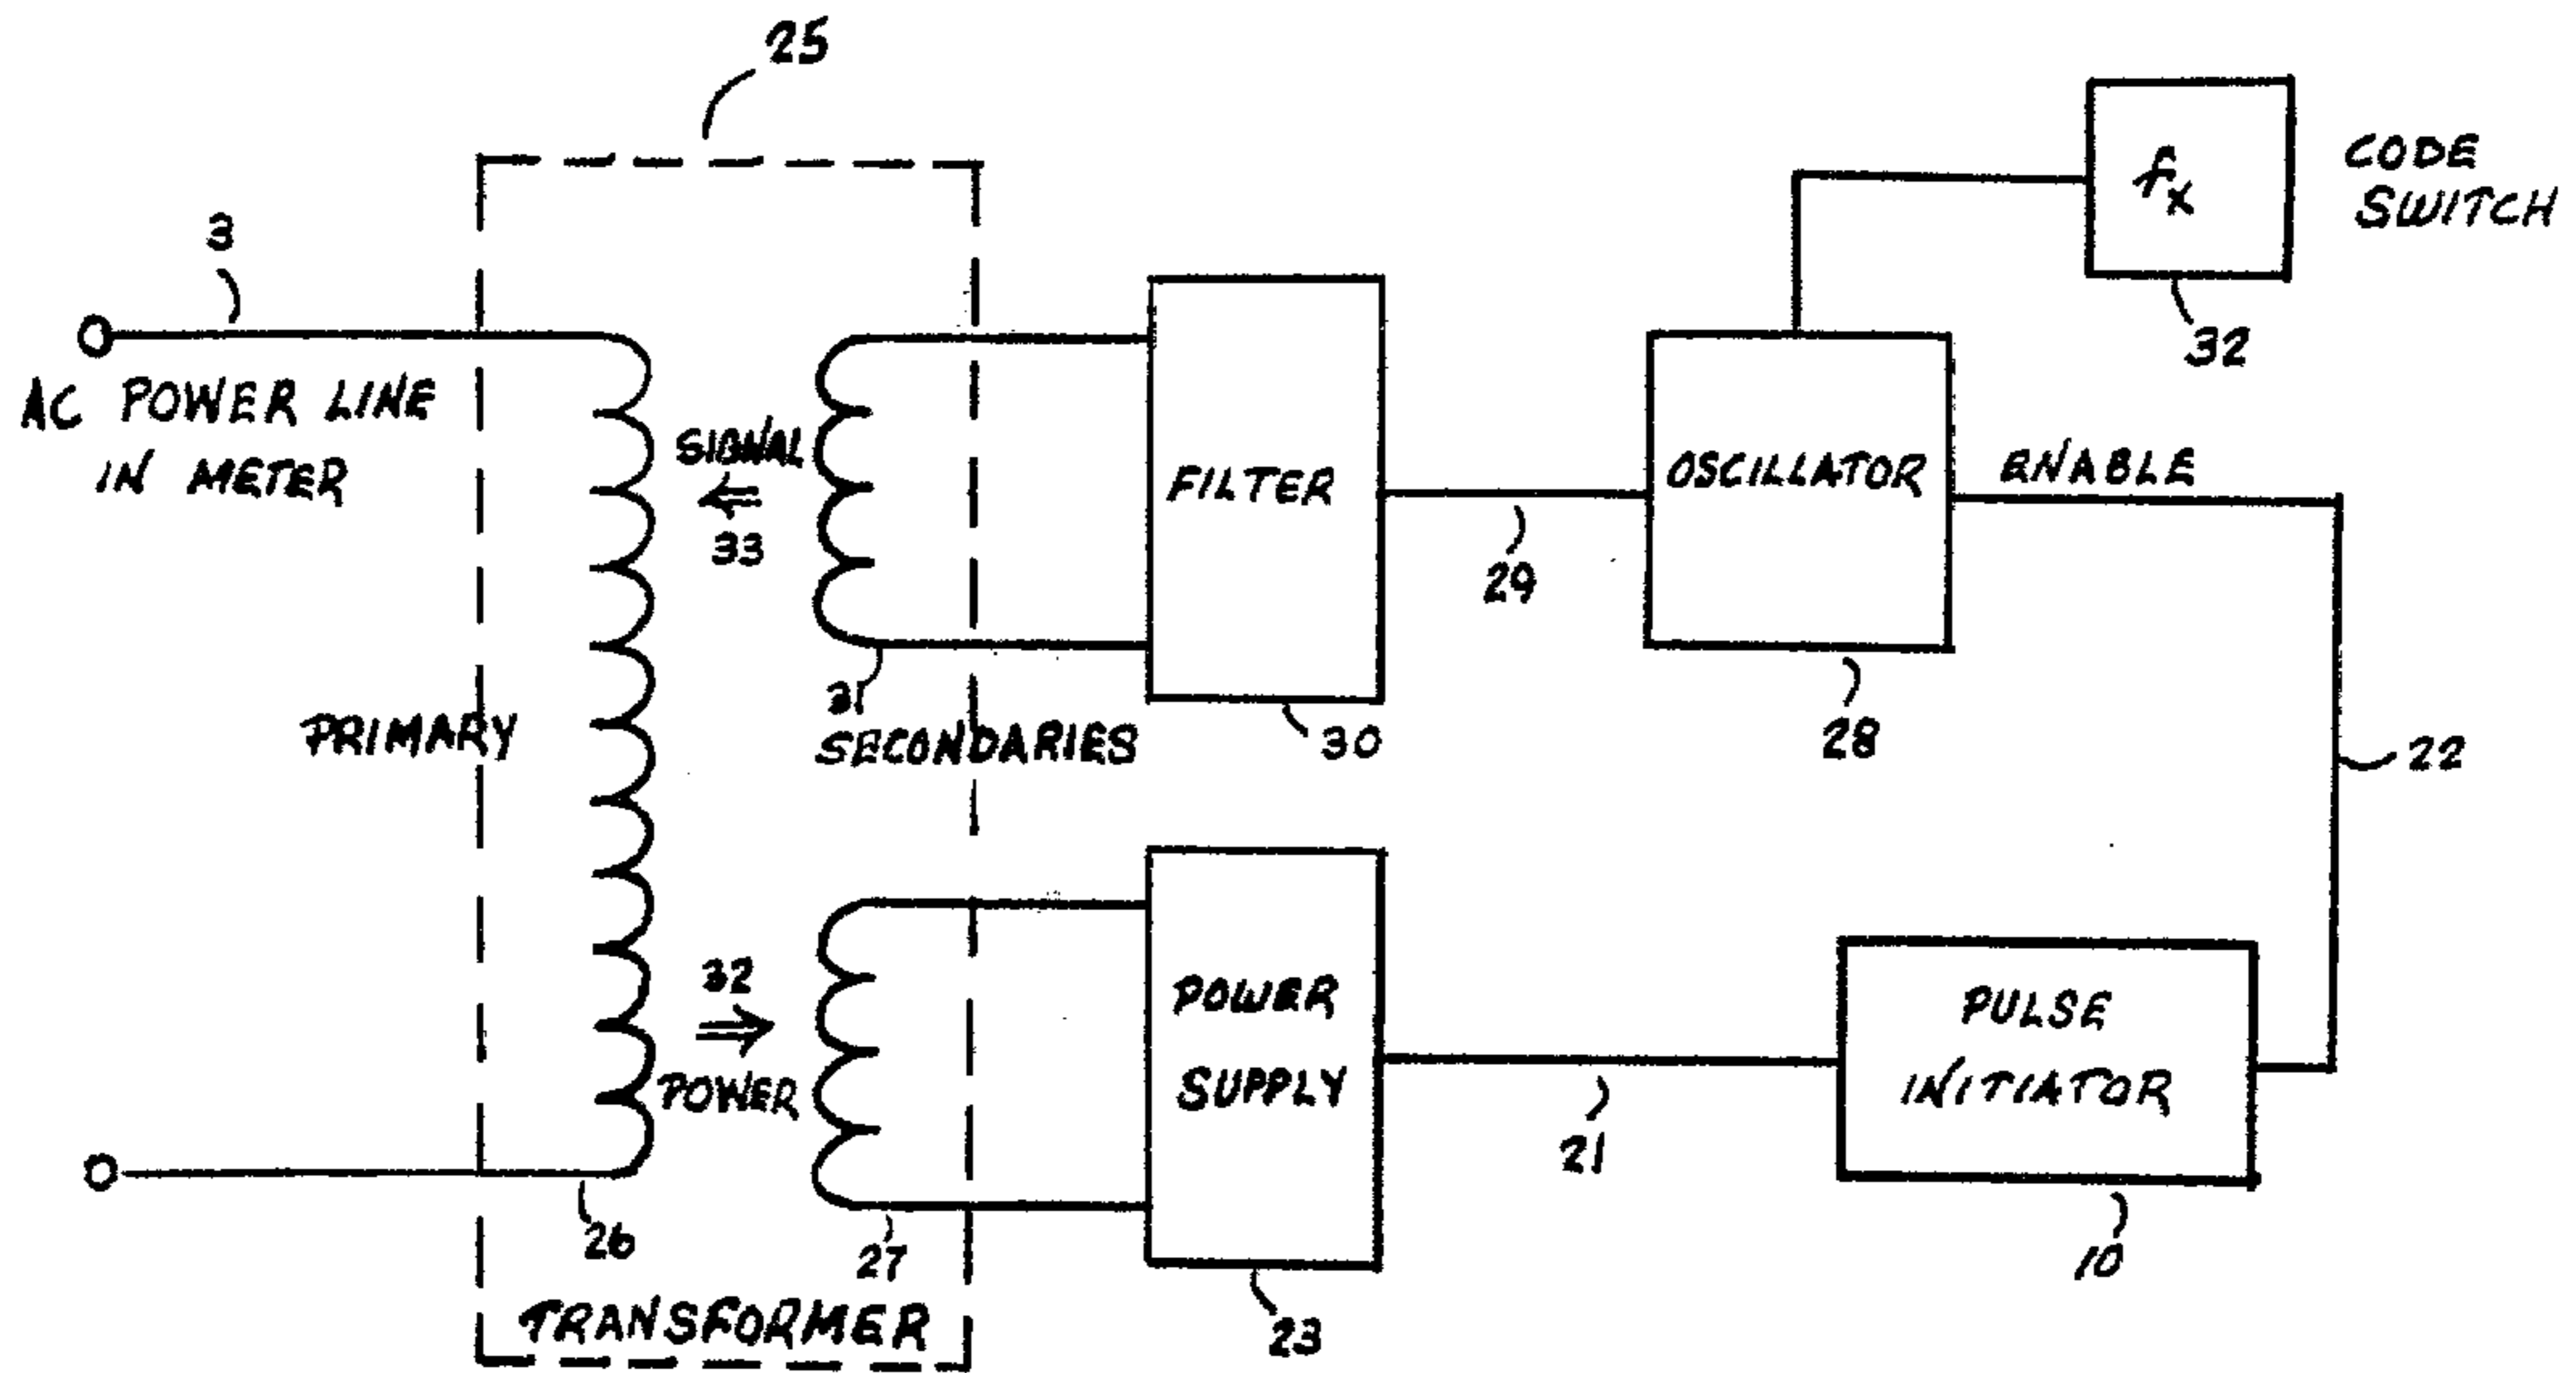 25
3
AC POWER LINE
IN METER
SIGNAL
33
PRIMARY
31
SECONDARIES
32
POWER
26
27
TRANSFORMER
FILTER
30
POWER
SUPPLY
23
29
OSCILLATOR
28
fx
CODE
SWITCH
32
ENABLE
22
21
PULSE
INITIATOR
10